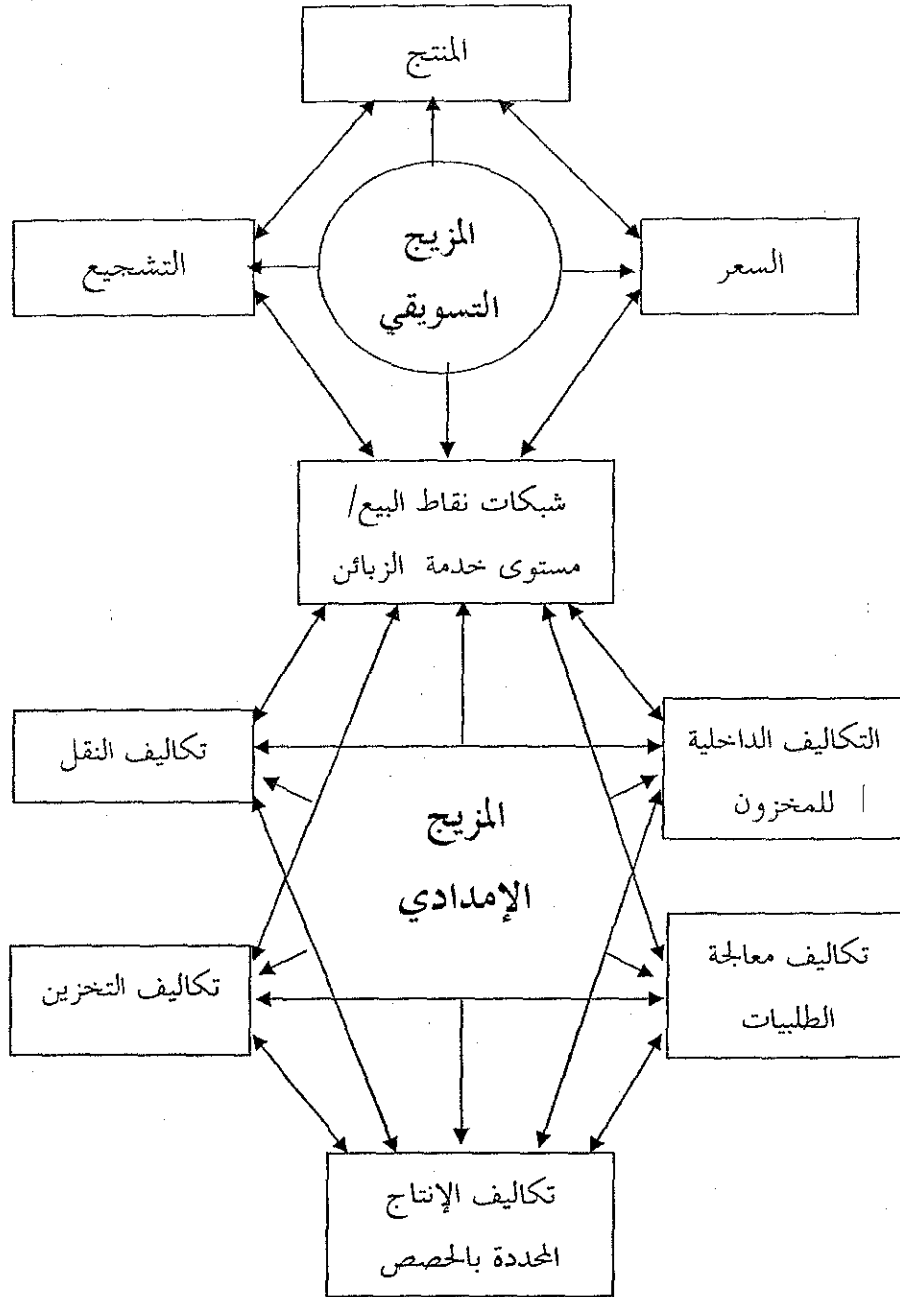 المنتج
المزيج
التسويقي
السعر
التشجيع
شبكات نقاط البيع/
مستوى خدمة الزبائن
التكاليف الداخلية
للمخزون
تكاليف النقل
المزيج
الإمدادي
تكاليف معالجة
الطلبيات
تكاليف التخزين
تكاليف الإنتاج
المحددة بالحصص